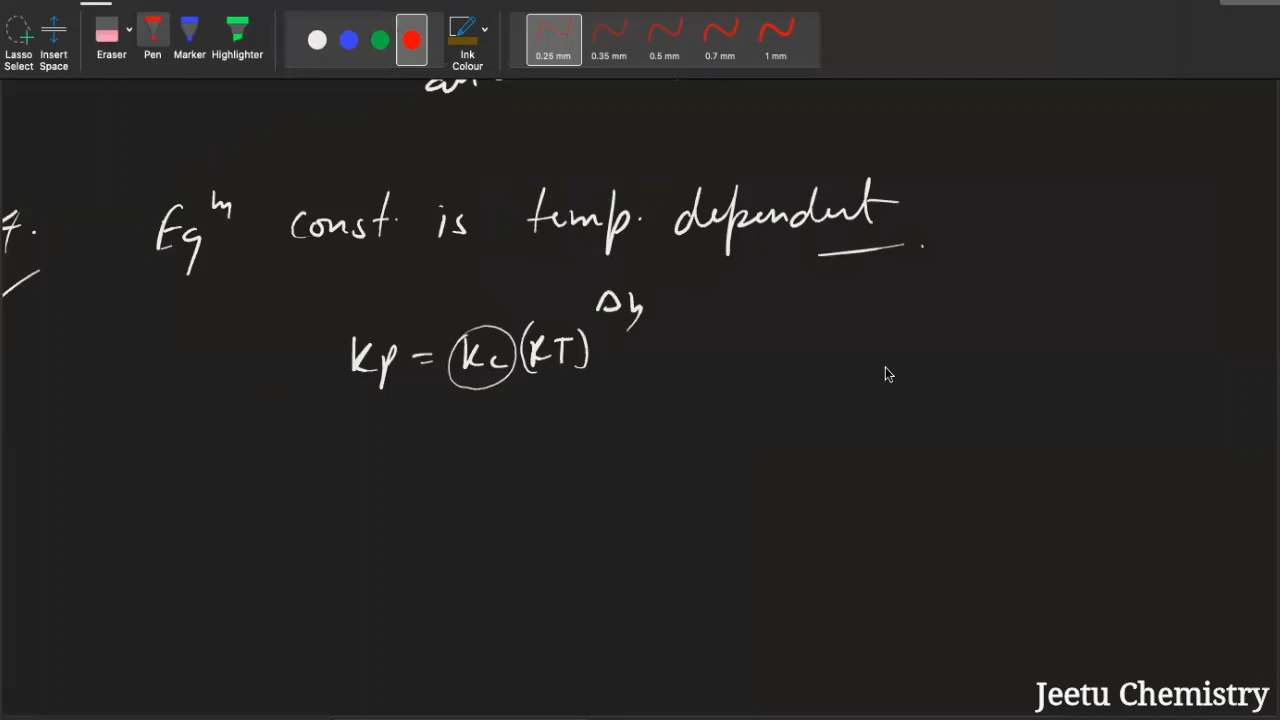 Lasso Select
Insert Space
Eraser
Pen
Marker
Highlighter
Ink Colour
0.25 mm
0.35 mm
0.5 mm
0.7 mm
1 mm
7. Eqᵐ const. is temp. dependent.
Kp = Kc (RT)^Δn
Jeetu Chemistry